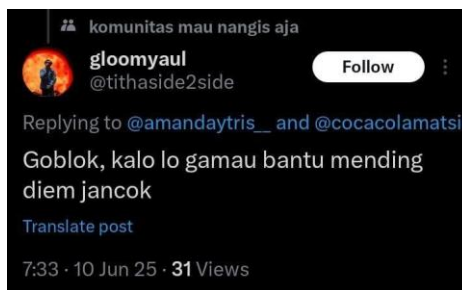 komunitas mau nangis aja
gloomyaul
@tithaside2side
Follow
Replying to @amandaytris__ and @cocacolamatsi
Goblok, kalo lo gamau bantu mending
diem jancok
Translate post
7:33 · 10 Jun 25 · 31 Views